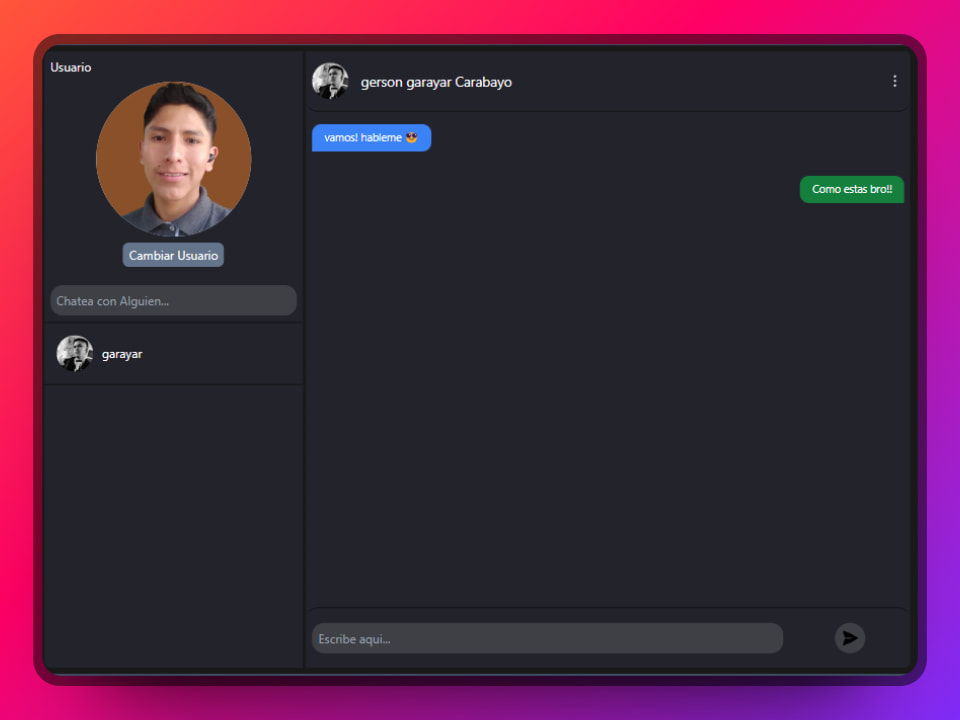 Usuario
Cambiar Usuario
Chatea con Alguien...
garayar
gerson garayar Carabayo
vamos! hableme 😎
Como estas bro!!
Escribe aqui...